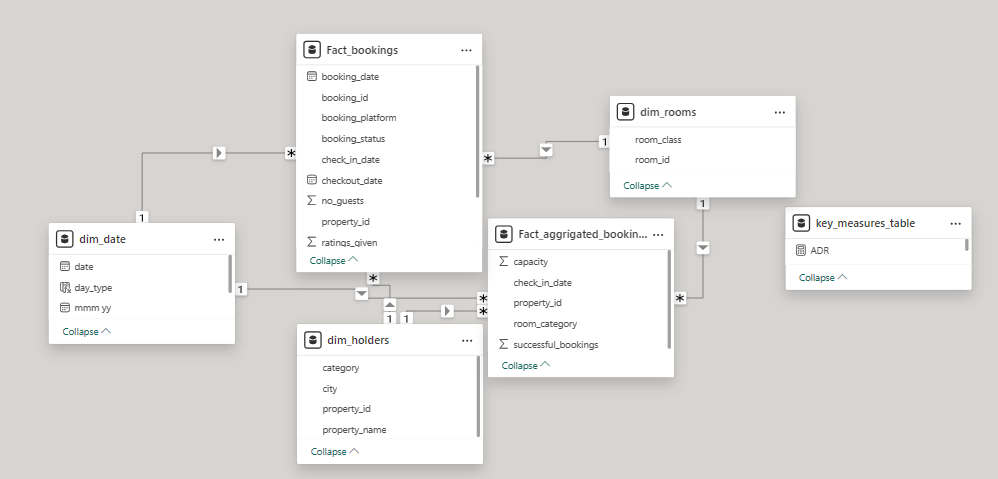 Fact_bookings
booking_date
booking_id
booking_platform
booking_status
check_in_date
checkout_date
no_guests
property_id
ratings_given
Collapse
dim_rooms
room_class
room_id
Collapse
key_measures_table
ADR
Collapse
dim_date
date
day_type
mmm yy
Collapse
Fact_aggrigated_bookin...
capacity
check_in_date
property_id
room_category
successful_bookings
Collapse
dim_holders
category
city
property_id
property_name
Collapse
1
*
*
1
1
*
*
1
1
*
1
*